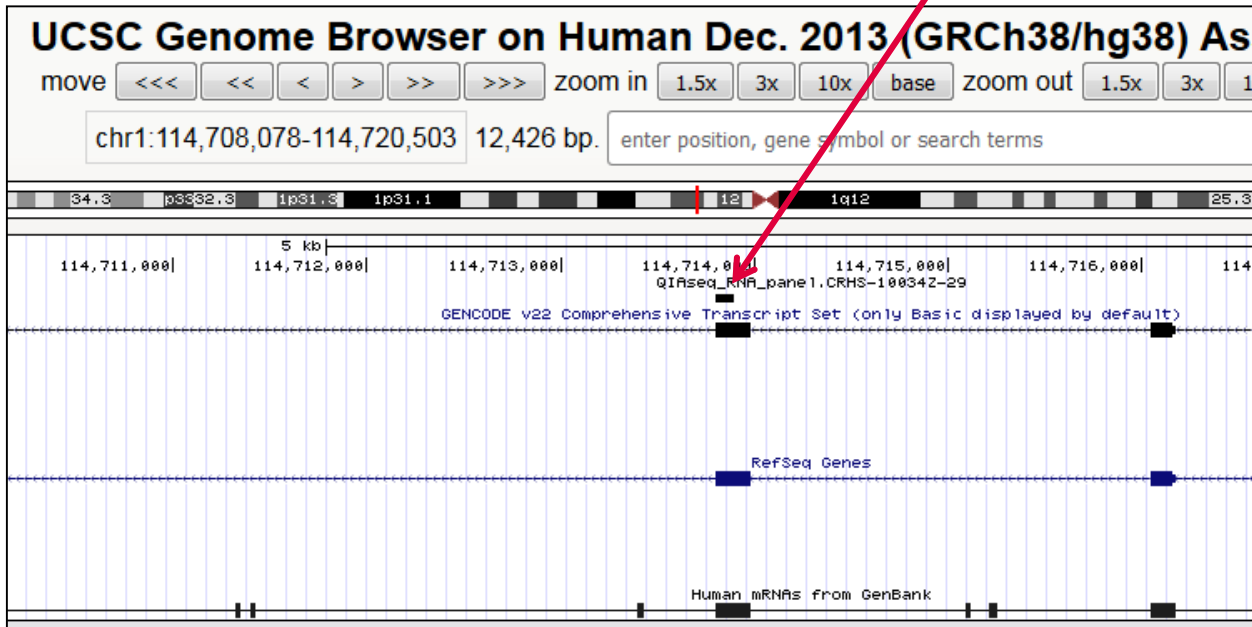 UCSC Genome Browser on Human Dec. 2013 (GRCh38/hg38) As
move <<< << < > >> >>> zoom in 1.5x 3x 10x base zoom out 1.5x 3x 1
chr1:114,708,078-114,720,503 12,426 bp. enter position, gene symbol or search terms
34.3 p3332.3 1p31.3 1p31.1 12 1q12 25.3
5 kb
114,711,000| 114,712,000| 114,713,000| 114,714,000| 114,715,000| 114,716,000| 114
QIAseq_RNA_panel.CRHS-10034Z-29
GENCODE v22 Comprehensive Transcript Set (only Basic displayed by default)
RefSeq Genes
Human mRNAs from GenBank